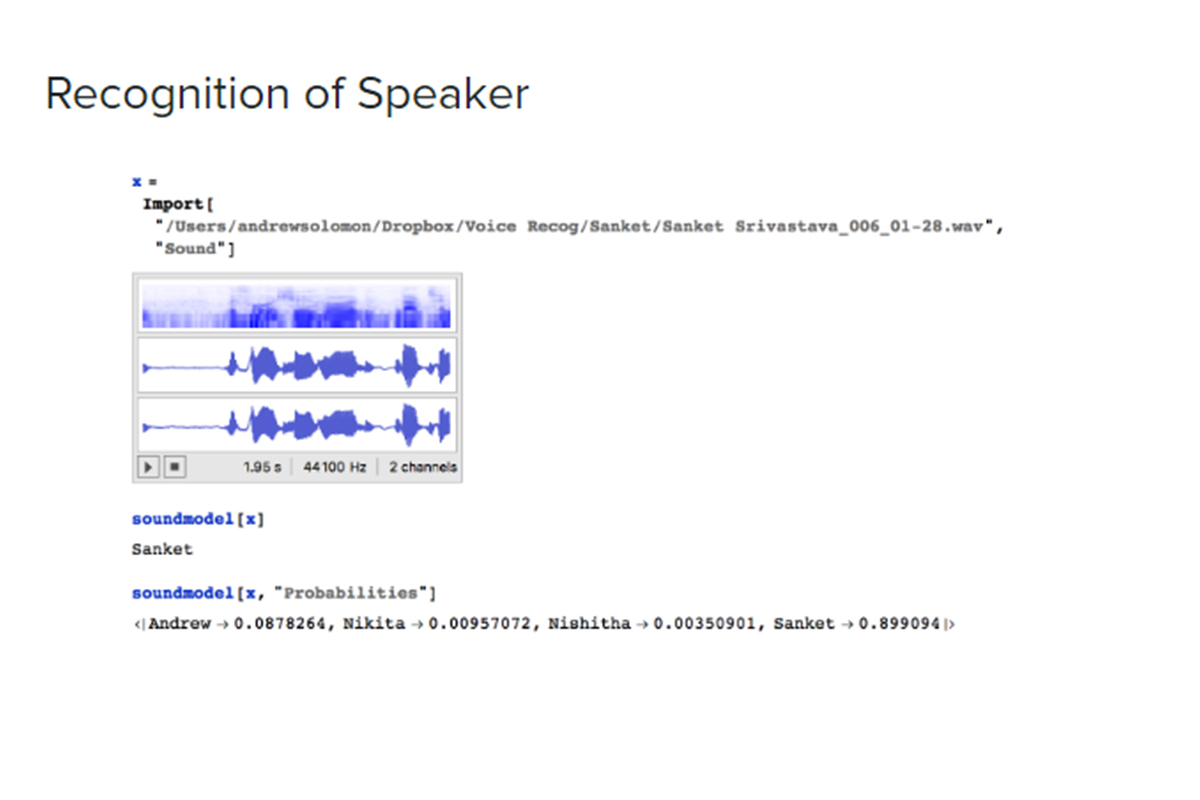 Recognition of Speaker
x =
Import[
"/Users/andrewsolomon/Dropbox/Voice Recog/Sanket/Sanket Srivastava_006_01-28.wav",
"Sound"]
1.95 s | 44100 Hz | 2 channels
soundmodel[x]
Sanket
soundmodel[x, "Probabilities"]
<|Andrew → 0.0878264, Nikita → 0.00957072, Nishitha → 0.00350901, Sanket → 0.899094|>